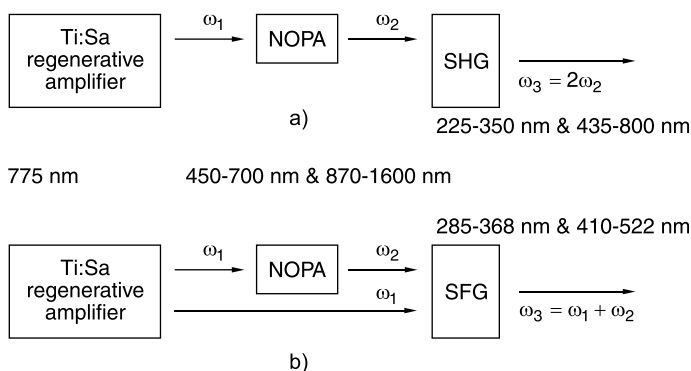 Ti:Sa
regenerative
amplifier
ω1
NOPA
ω2
SHG
ω3 = 2ω2
a)
225-350 nm & 435-800 nm
775 nm
450-700 nm & 870-1600 nm
285-368 nm & 410-522 nm
Ti:Sa
regenerative
amplifier
ω1
NOPA
ω2
ω1
SFG
ω3 = ω1 + ω2
b)